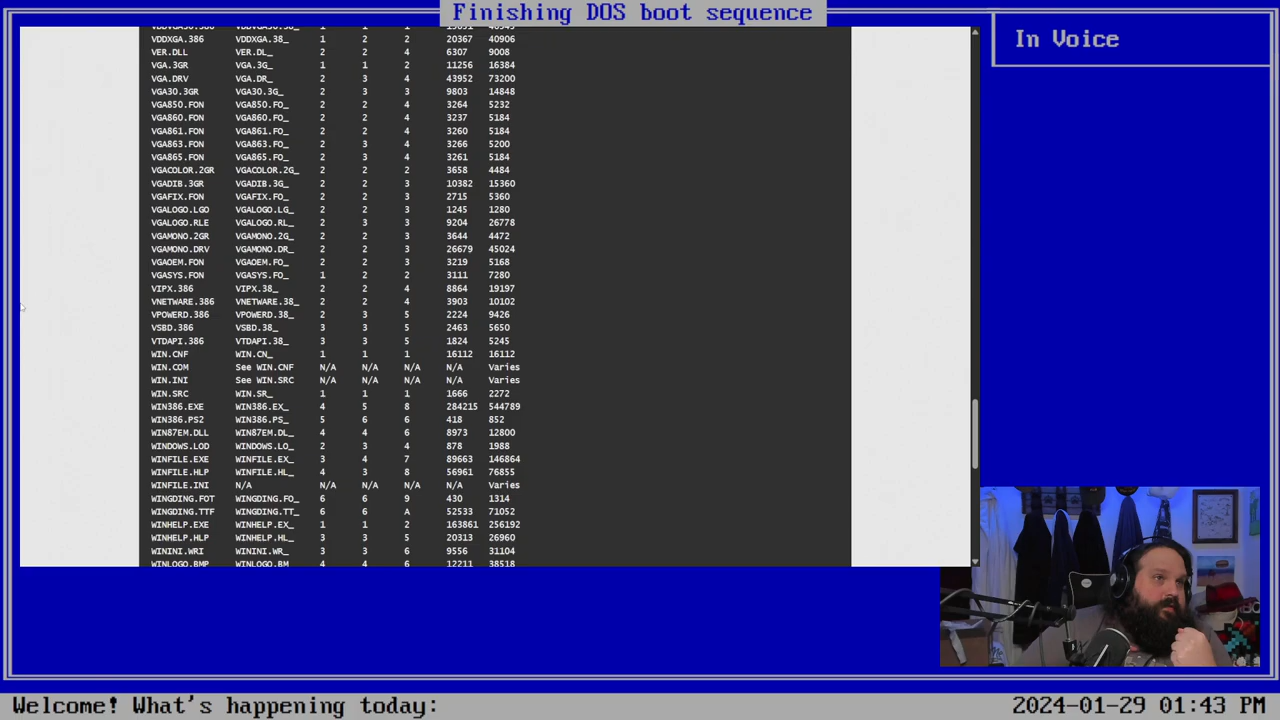 Finishing DOS boot sequence
In Voice
VDDXGA.386 VDDXGA.38_ 1 2 2 20367 40906
VER.DLL VER.DL_ 2 2 4 6307 9008
VGA.3GR VGA.3G_ 1 1 2 11256 16384
VGA.DRV VGA.DR_ 2 3 4 43952 73200
VGA30.3GR VGA30.3G_ 2 3 3 9803 14848
VGA850.FON VGA850.FO_ 2 2 4 3264 5232
VGA860.FON VGA860.FO_ 2 2 4 3237 5184
VGA861.FON VGA861.FO_ 2 2 4 3260 5184
VGA863.FON VGA863.FO_ 2 3 4 3266 5200
VGA865.FON VGA865.FO_ 2 3 4 3261 5184
VGACOLOR.2GR VGACOLOR.2G_ 2 2 2 3658 4484
VGADIB.3GR VGADIB.3G_ 2 2 3 10382 15360
VGAFIX.FON VGAFIX.FO_ 2 2 3 2715 5360
VGALOGO.LGO VGALOGO.LG_ 2 2 3 1245 1280
VGALOGO.RLE VGALOGO.RL_ 2 3 3 9204 26778
VGAMONO.2GR VGAMONO.2G_ 2 2 3 3644 4472
VGAMONO.DRV VGAMONO.DR_ 2 2 3 26679 45024
VGAOEM.FON VGAOEM.FO_ 2 2 3 3219 5168
VGASYS.FON VGASYS.FO_ 1 2 2 3111 7280
VIPX.386 VIPX.38_ 2 2 4 8864 19197
VNETWARE.386 VNETWARE.38_ 2 2 4 3903 10102
VPOWERD.386 VPOWERD.38_ 2 3 5 2224 9426
VSBD.386 VSBD.38_ 3 3 5 2463 5650
VTDAPI.386 VTDAPI.38_ 3 3 5 1824 5245
WIN.CNF WIN.CN_ 1 1 1 16112 16112
WIN.COM See WIN.CNF N/A N/A N/A N/A Varies
WIN.INI See WIN.SRC N/A N/A N/A N/A Varies
WIN.SRC WIN.SR_ 1 1 1 1666 2272
WIN386.EXE WIN386.EX_ 4 5 8 284215 544789
WIN386.PS2 WIN386.PS_ 5 6 6 418 852
WIN87EM.DLL WIN87EM.DL_ 4 4 6 8973 12800
WINDOWS.LOD WINDOWS.LO_ 2 3 4 878 1988
WINFILE.EXE WINFILE.EX_ 3 4 7 89663 146864
WINFILE.HLP WINFILE.HL_ 4 3 8 56961 76855
WINFILE.INI N/A N/A N/A N/A N/A Varies
WINGDING.FOT WINGDING.FO_ 6 6 9 430 1314
WINGDING.TTF WINGDING.TT_ 6 6 A 52533 71052
WINHELP.EXE WINHELP.EX_ 1 1 2 163861 256192
WINHELP.HLP WINHELP.HL_ 3 3 5 20313 26960
WININI.WRI WININI.WR_ 3 3 6 9556 31104
WINLOGO.BMP WINLOGO.BM_ 4 4 6 12211 38518
Welcome! What's happening today:
2024-01-29 01:43 PM